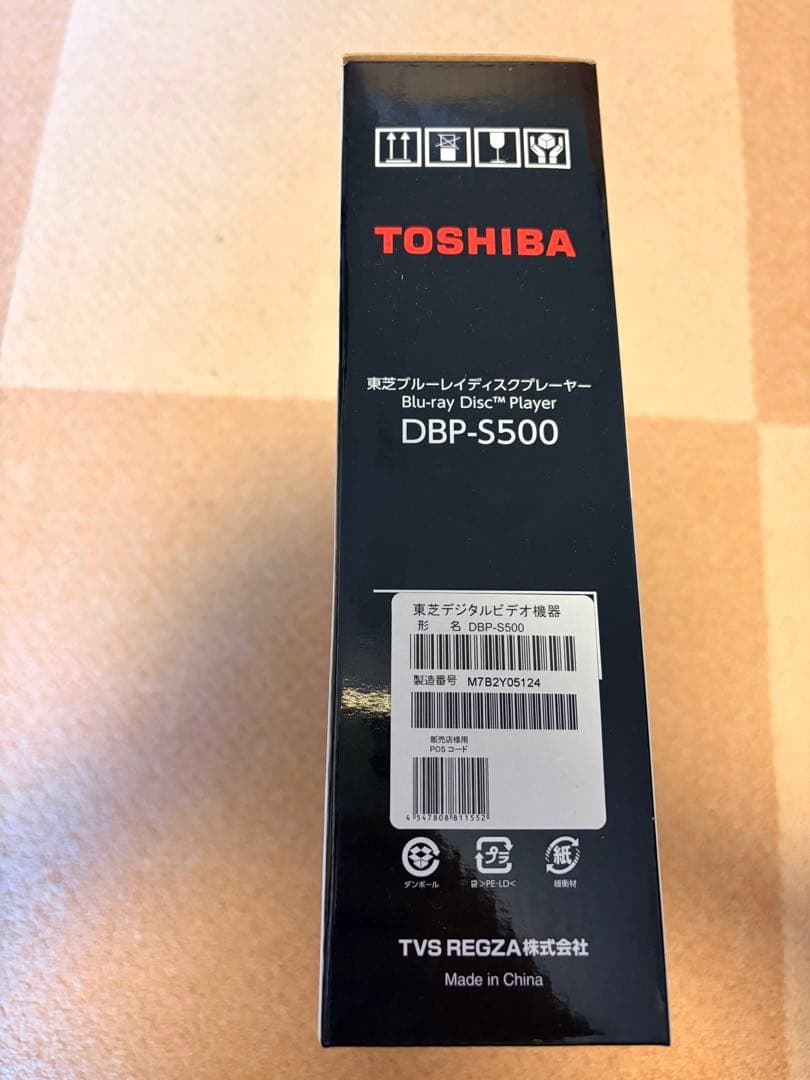 TOSHIBA
東芝ブルーレイディスクプレーヤー
Blu-ray Disc™ Player
DBP-S500
東芝デジタルビデオ機器
形 名 DBP-S500
製造番号 M7B2Y05124
販売店様用
POSコード
4 547808 811552
ダンボール
プラ
袋>PE-LD<
紙
緩衝材
TVS REGZA株式会社
Made in China